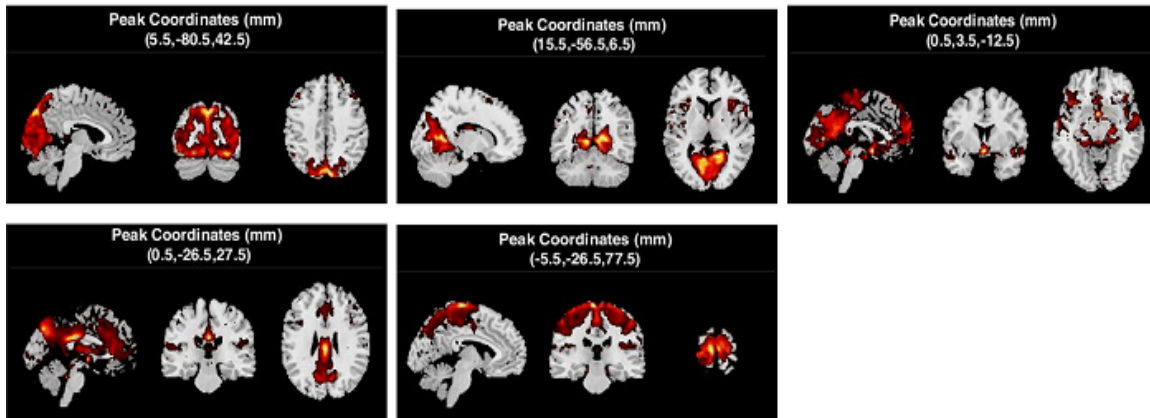 Peak Coordinates (mm)
(5.5,-80.5,42.5)
Peak Coordinates (mm)
(15.5,-56.5,6.5)
Peak Coordinates (mm)
(0.5,3.5,-12.5)
Peak Coordinates (mm)
(0.5,-26.5,27.5)
Peak Coordinates (mm)
(-5.5,-26.5,77.5)